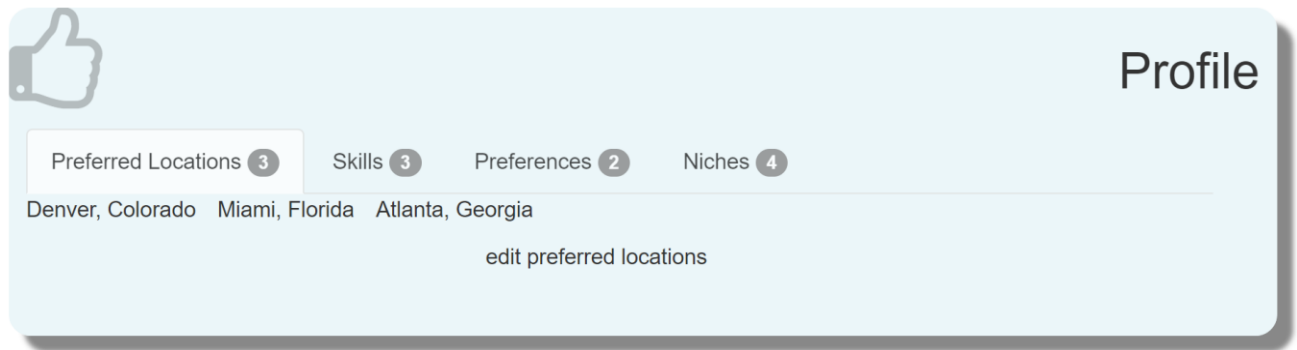 Profile
Preferred Locations 3 Skills 3 Preferences 2 Niches 4
Denver, Colorado Miami, Florida Atlanta, Georgia
edit preferred locations